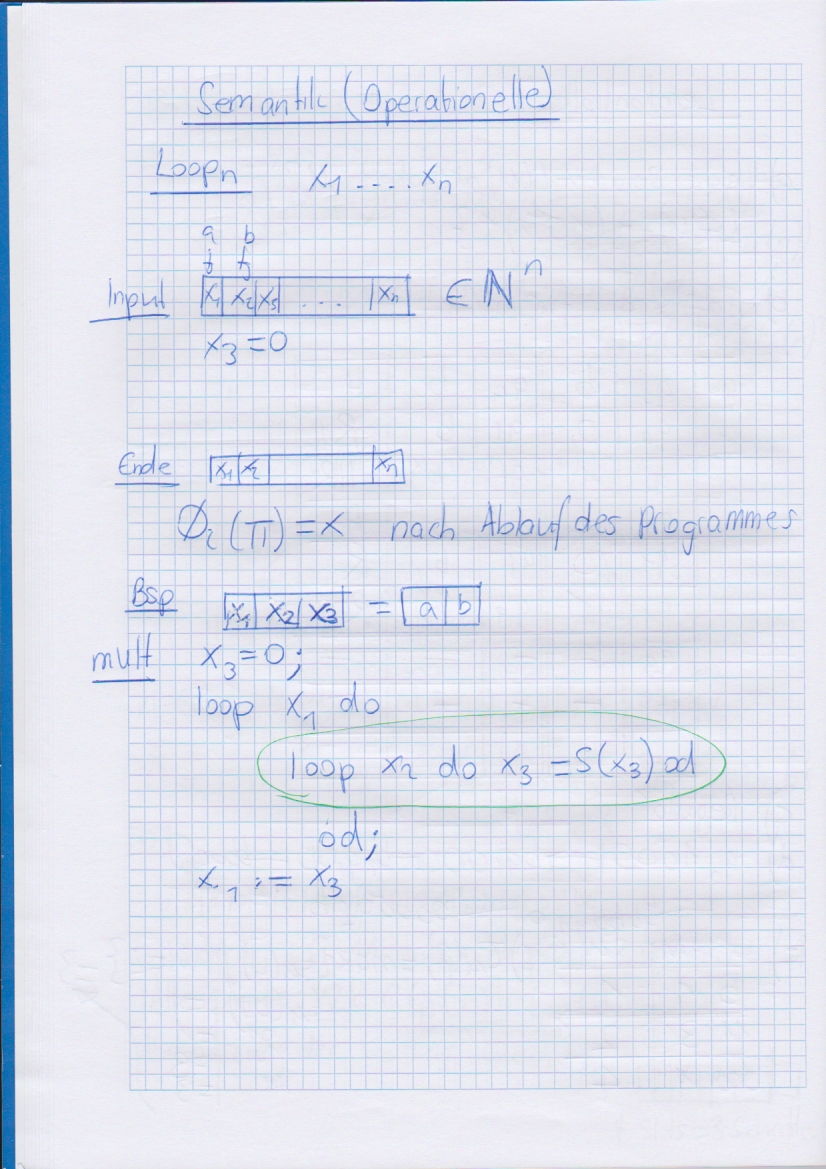 Semantik (Operationelle)
Loopn x1 .... xn
a b
Input x1 x2 x3 ... xn ∈ ℕ^n
x3 = 0
Ende x1 x2 xn
(π) = x nach Ablauf des Programmes
Bsp x1 x2 x3 = a b
mult x3 = 0;
loop x1 do
loop x2 do x3 = S(x3) od
od;
x1 := x3